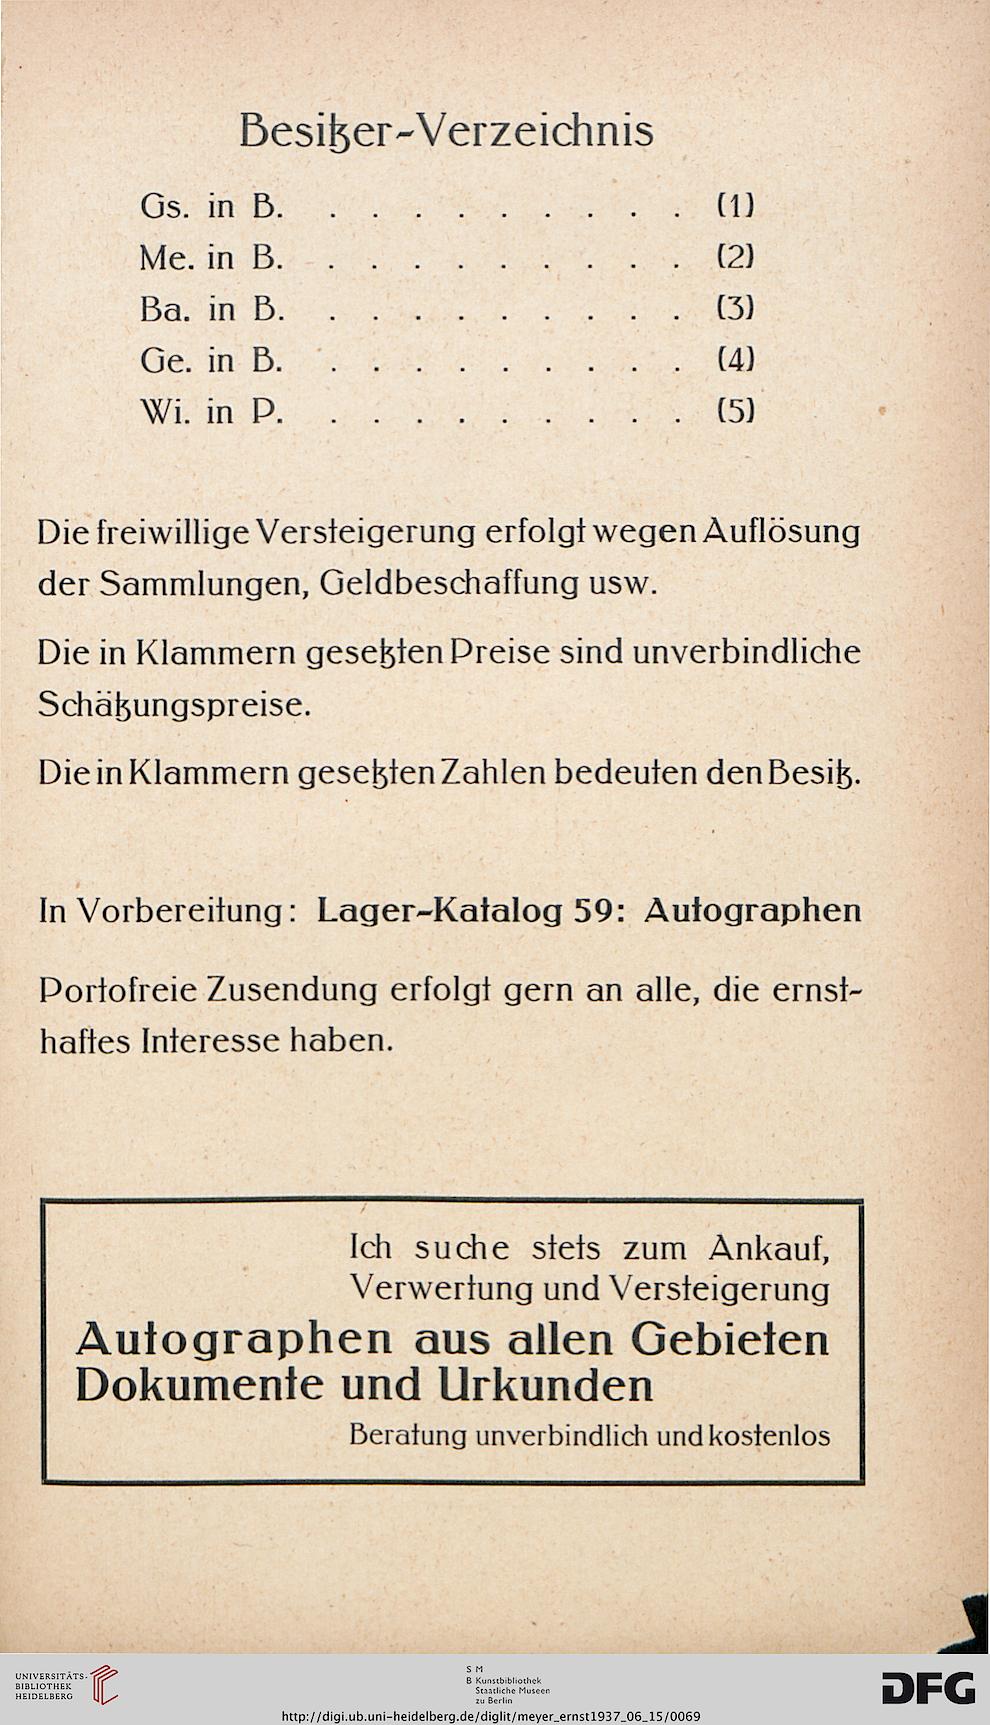 Besitzer-Verzeichnis
Gs. in B. . . . . . . . . . (1)
Me. in B. . . . . . . . . . (2)
Ba. in B. . . . . . . . . . (3)
Ge. in B. . . . . . . . . . (4)
Wi. in P. . . . . . . . . . (5)
Die freiwillige Versteigerung erfolgt wegen Auflösung
der Sammlungen, Geldbeschaffung usw.
Die in Klammern gesetzten Preise sind unverbindliche
Schätzungspreise.
Die in Klammern gesetzten Zahlen bedeuten den Besitz.
In Vorbereitung: Lager-Katalog 59: Autographen
Portofreie Zusendung erfolgt gern an alle, die ernst-
haftes Interesse haben.
Ich suche stets zum Ankauf,
Verwertung und Versteigerung
Autographen aus allen Gebieten
Dokumente und Urkunden
Beratung unverbindlich und kostenlos
UNIVERSITÄTS-
BIBLIOTHEK
HEIDELBERG
S M
B Kunstbibliothek
Staatliche Museen
zu Berlin
DFG
http://digi.ub.uni-heidelberg.de/diglit/meyer_ernst1937_06_15/0069